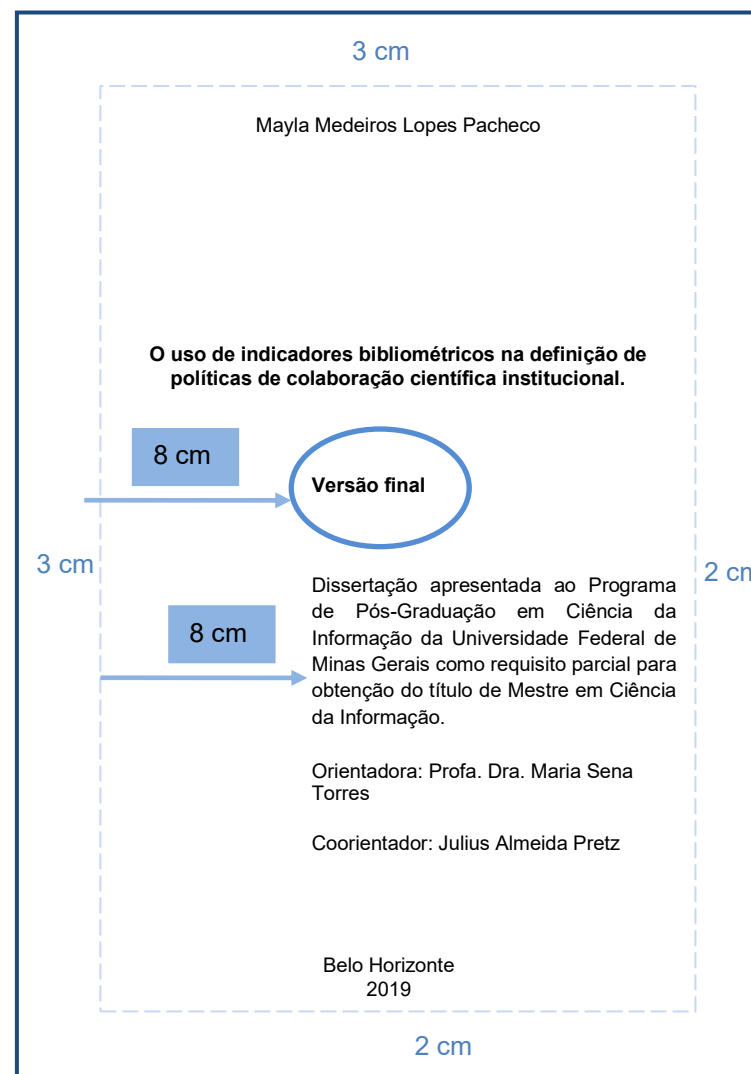 3 cm
Mayla Medeiros Lopes Pacheco
O uso de indicadores bibliométricos na definição de
políticas de colaboração científica institucional.
8 cm
Versão final
3 cm
2 cm
Dissertação apresentada ao Programa
de Pós-Graduação em Ciência da
Informação da Universidade Federal de
Minas Gerais como requisito parcial para
obtenção do título de Mestre em Ciência
da Informação.
8 cm
Orientadora: Profa. Dra. Maria Sena
Torres
Coorientador: Julius Almeida Pretz
Belo Horizonte
2019
2 cm